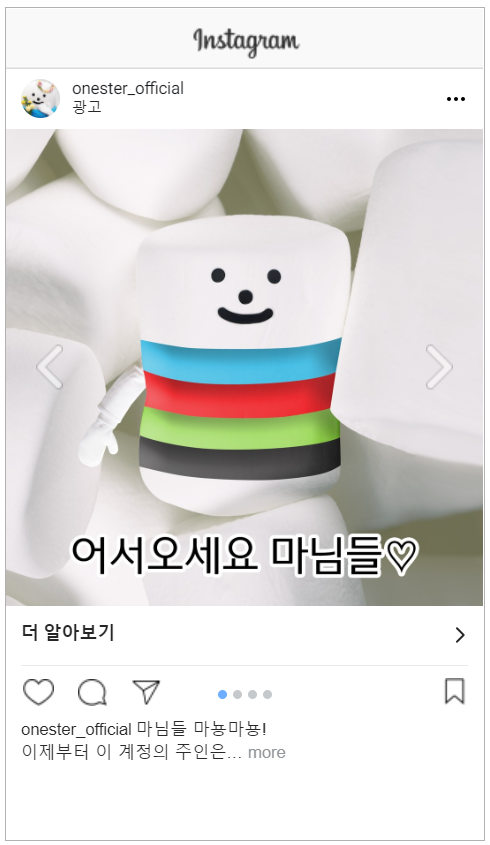 Instagram
onester_official
광고
어서오세요 마님들♡
더 알아보기
onester_official 마님들 마뇽마뇽!
이제부터 이 계정의 주인은... more